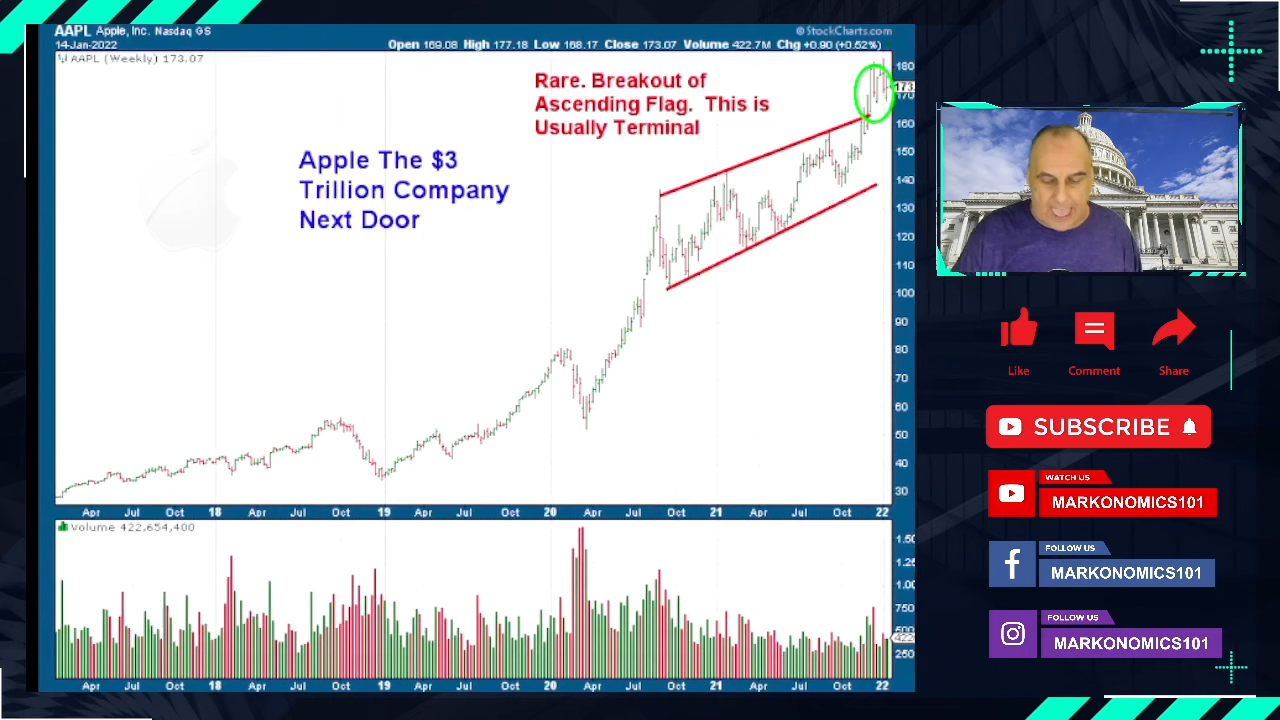 AAPL Apple, Inc. Nasdaq GS
© StockCharts.com
14-Jan-2022
Open 169.08 High 177.18 Low 168.17 Close 173.07 Volume 422.7M Chg +0.90 (+0.52%)
AAPL (Weekly) 173.07
Rare. Breakout of
Ascending Flag. This is
Usually Terminal
Apple The $3
Trillion Company
Next Door
180
170
160
150
140
130
120
110
100
90
80
70
60
50
40
30
Apr Jul Oct 18 Apr Jul Oct 19 Apr Jul Oct 20 Apr Jul Oct 21 Apr Jul Oct 22
Volume 422,654,400
750
500
250
Apr Jul Oct 18 Apr Jul Oct 19 Apr Jul Oct 20 Apr Jul Oct 21 Apr Jul Oct 22
Like
Comment
Share
SUBSCRIBE
WATCH US
MARKONOMICS101
FOLLOW US
MARKONOMICS101
FOLLOW US
MARKONOMICS101